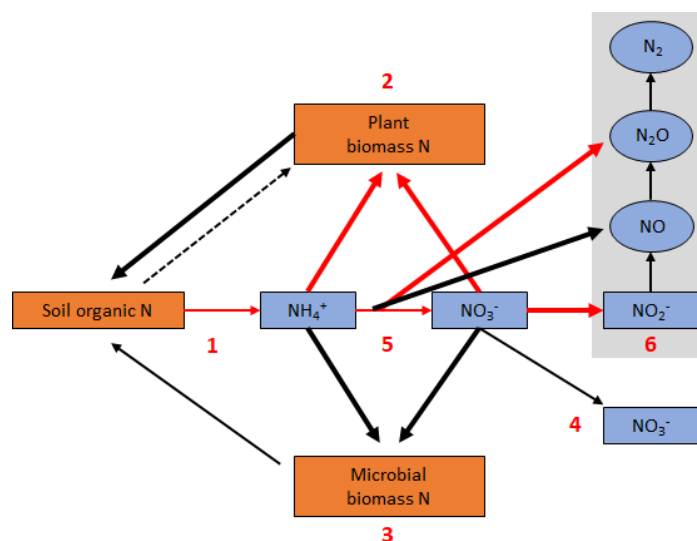 N₂
2
Plant
biomass N
N₂O
NO
Soil organic N
NH₄⁺
NO₃⁻
NO₂⁻
1
5
6
4
NO₃⁻
Microbial
biomass N
3